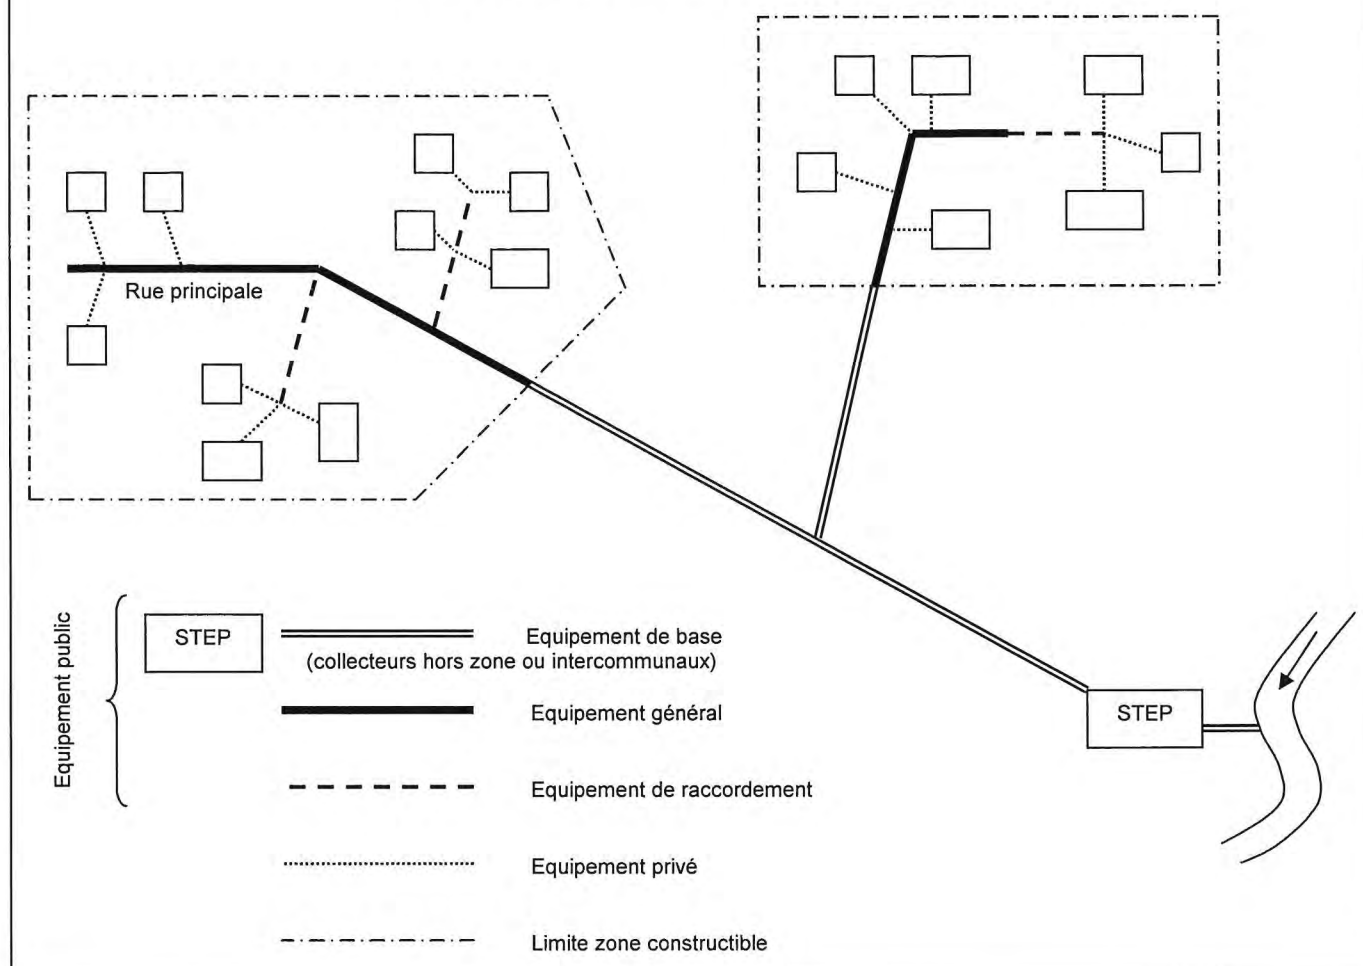 Rue principale
Equipement public
STEP
Equipement de base
(collecteurs hors zone ou intercommunaux)
Equipement général
STEP
Equipement de raccordement
Equipement privé
Limite zone constructible